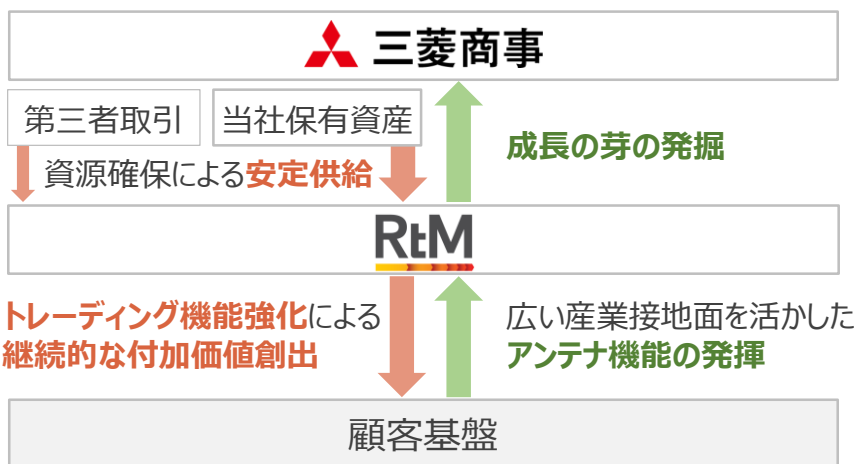 三菱商事
第三者取引
当社保有資産
資源確保による安定供給
成長の芽の発掘
RtM
トレーディング機能強化による
継続的な付加価値創出
広い産業接地面を活かした
アンテナ機能の発揮
顧客基盤